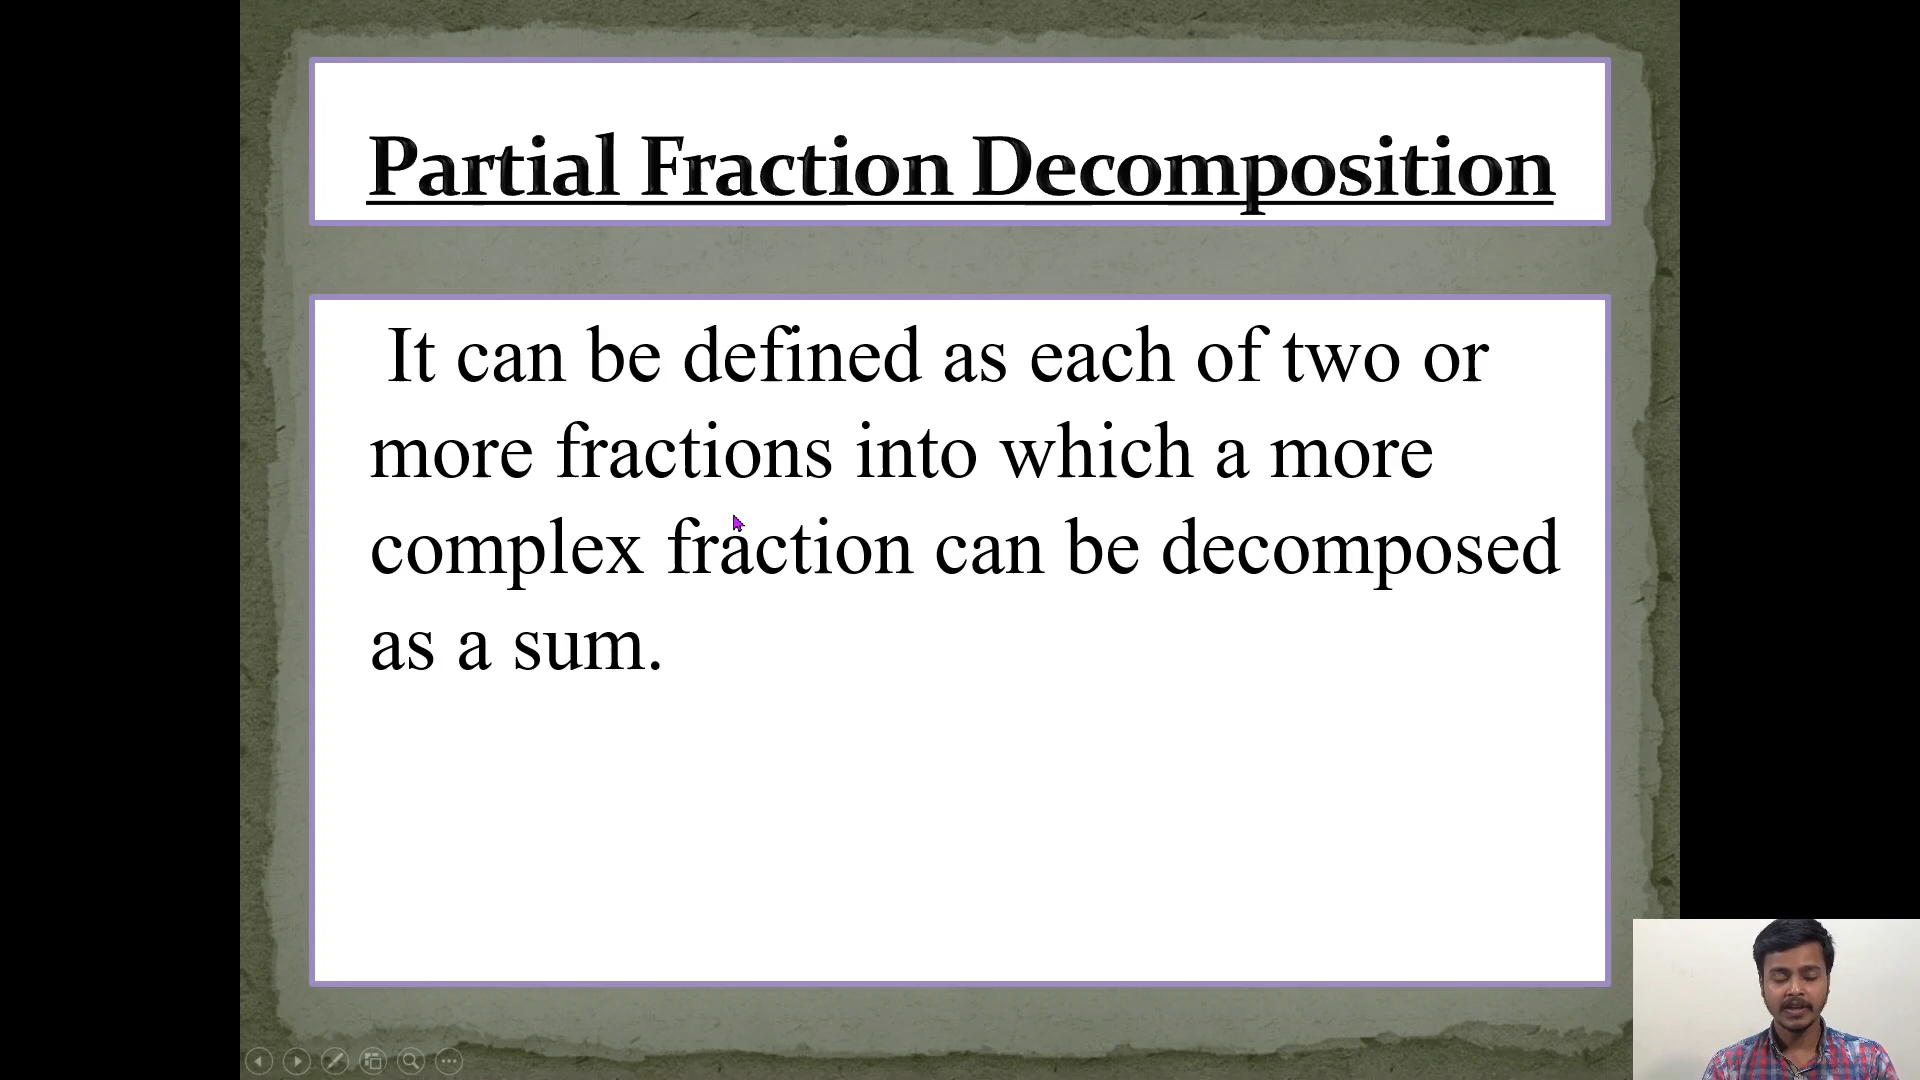 Partial Fraction Decomposition
It can be defined as each of two or
more fractions into which a more
complex fraction can be decomposed
as a sum.